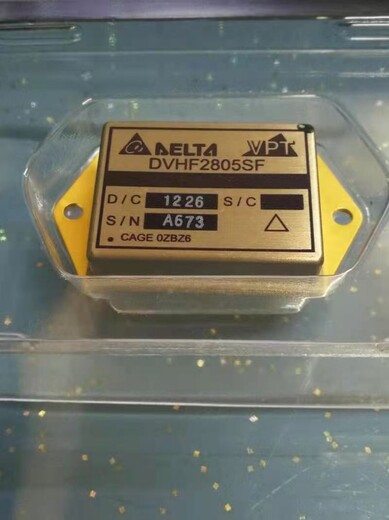 DELTA VPT
DVHF2805SF
D/C 1226 S/C
S/N A673
CAGE 0ZBZ6